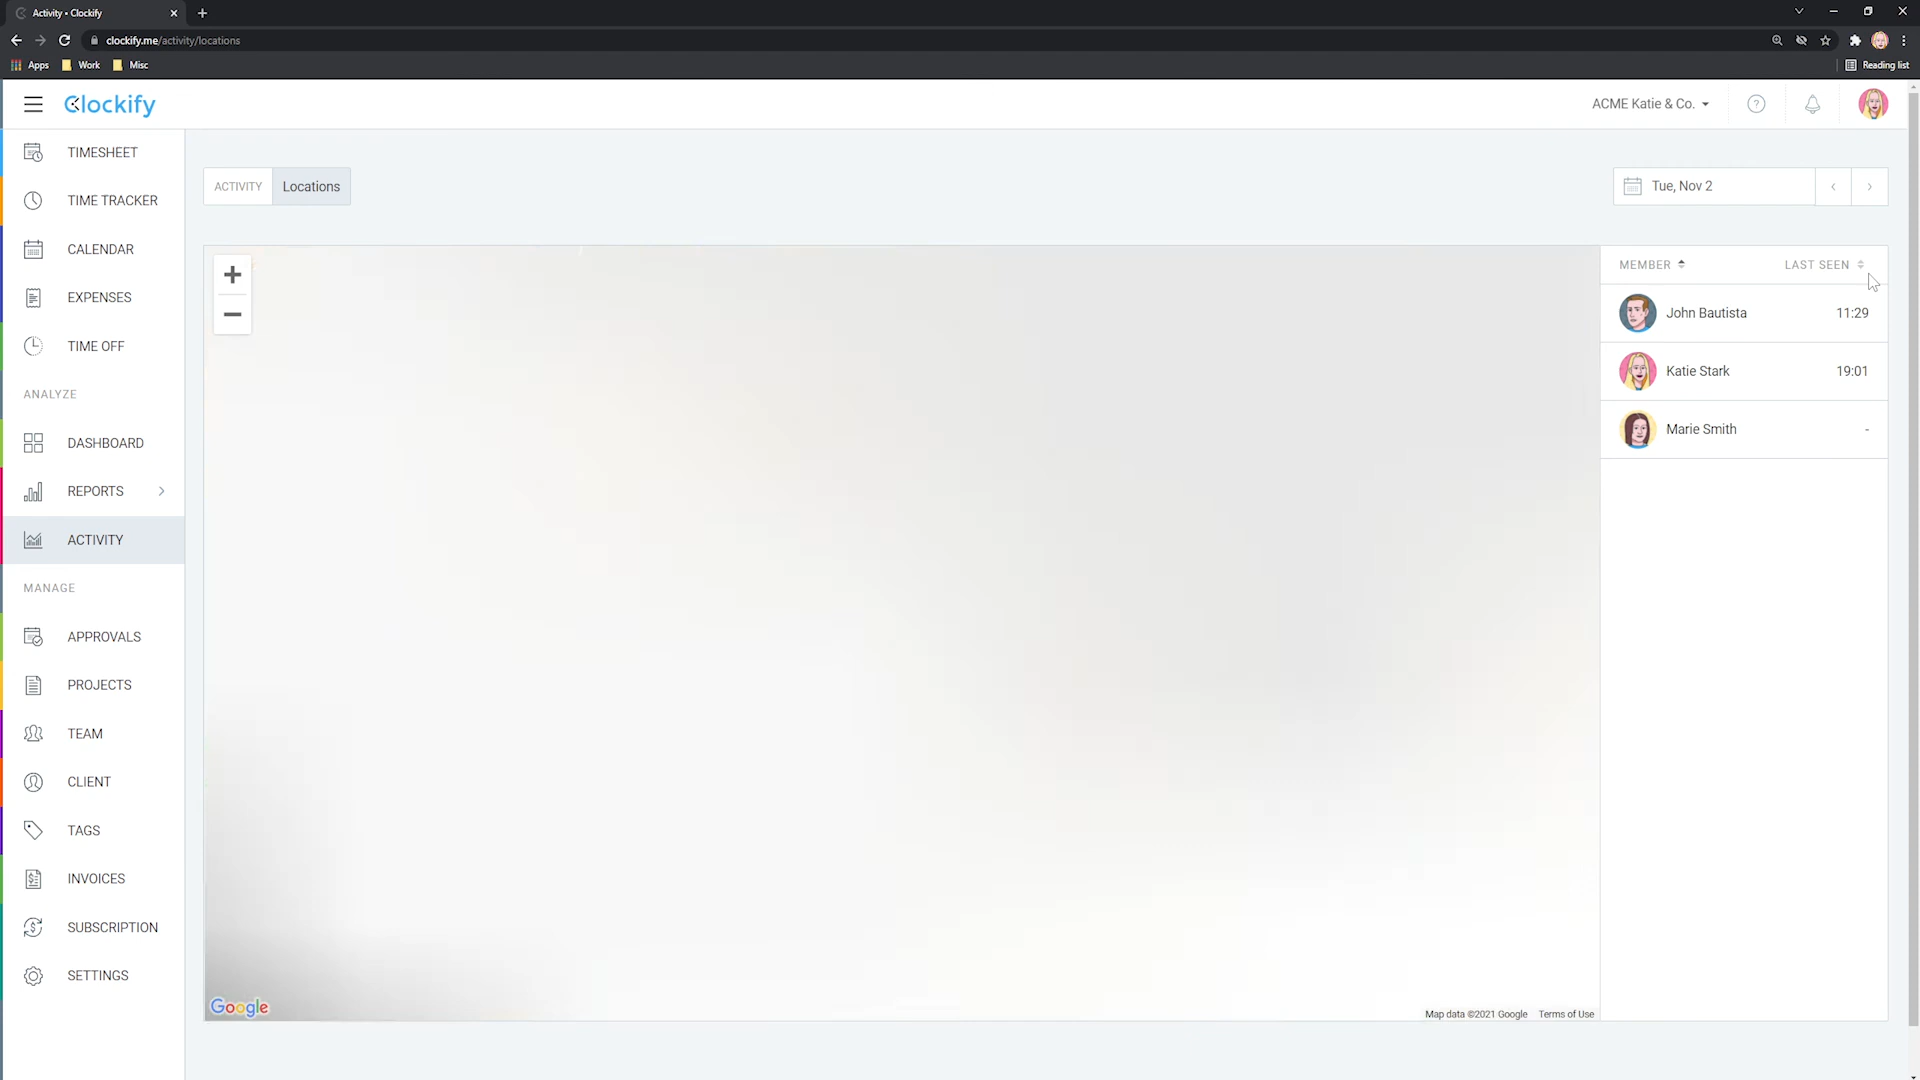 Activity • Clockify
clockify.me/activity/locations
Apps Work Misc Reading list
Clockify
ACME Katie & Co.
TIMESHEET
TIME TRACKER
CALENDAR
EXPENSES
TIME OFF
ANALYZE
DASHBOARD
REPORTS
ACTIVITY
MANAGE
APPROVALS
PROJECTS
TEAM
CLIENT
TAGS
INVOICES
SUBSCRIPTION
SETTINGS
ACTIVITY Locations
Tue, Nov 2
MEMBER LAST SEEN
John Bautista 11:29
Katie Stark 19:01
Marie Smith -
Google
Map data ©2021 Google Terms of Use